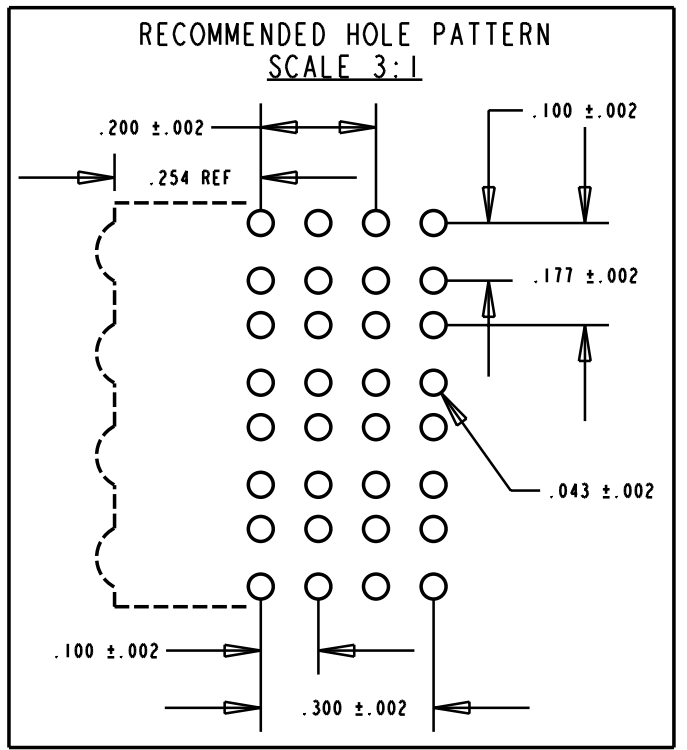 RECOMMENDED HOLE PATTERN
SCALE 3:1
.100 ±.002
.200 ±.002
.254 REF
.177 ±.002
.043 ±.002
.100 ±.002
.300 ±.002